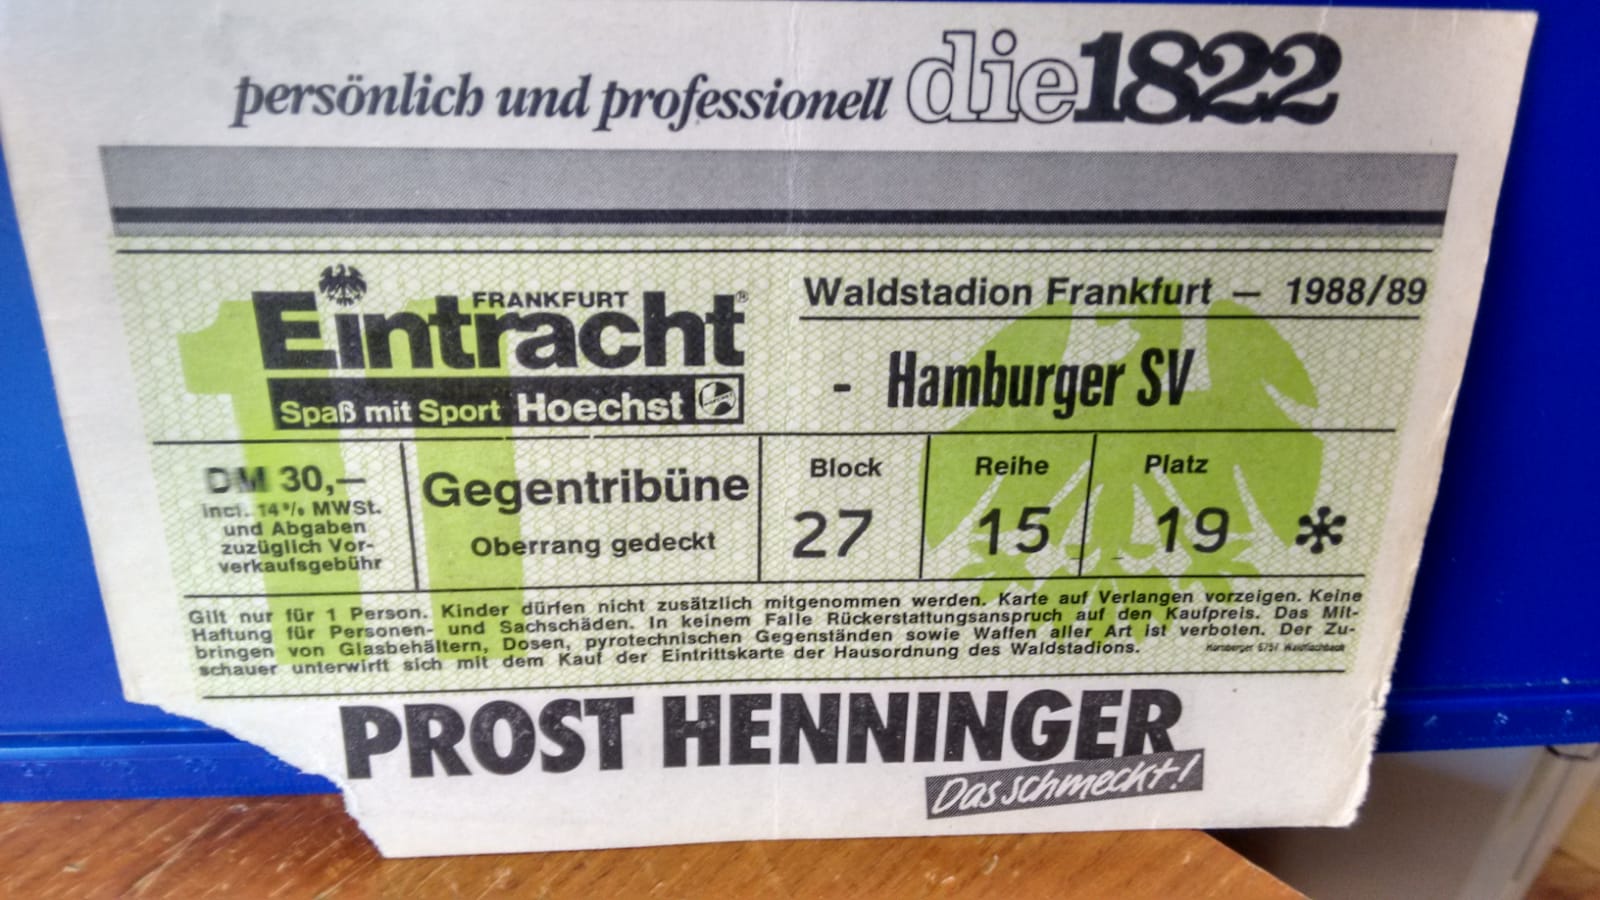 persönlich und professionell die1822
Waldstadion Frankfurt — 1988/89
FRANKFURT
Eintracht®
Spaß mit Sport Hoechst
- Hamburger SV
DM 30,—
incl. 14% MWSt.
und Abgaben
zuzüglich Vor-
verkaufsgebühr
Gegentribüne
Oberrang gedeckt
Block
27
Reihe
15
Platz
19 *
Gilt nur für 1 Person. Kinder dürfen nicht zusätzlich mitgenommen werden. Karte auf Verlangen vorzeigen. Keine
Haftung für Personen- und Sachschäden. In keinem Falle Rückerstattungsanspruch auf den Kaufpreis. Das Mit-
bringen von Glasbehältern, Dosen, pyrotechnischen Gegenständen sowie Waffen aller Art ist verboten. Der Zu-
schauer unterwirft sich mit dem Kauf der Eintrittskarte der Hausordnung des Waldstadions.
PROST HENNINGER
Das schmeckt!
11